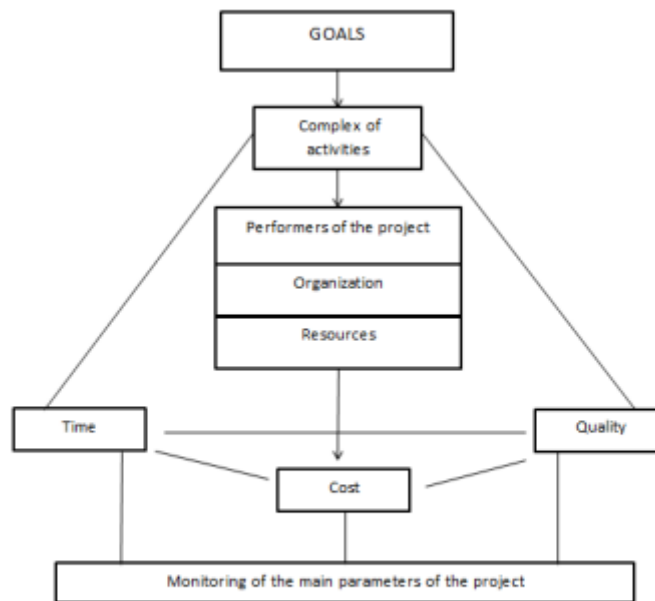 GOALS
Complex of
activities
Performers of the project
Organization
Resources
Time
Quality
Cost
Monitoring of the main parameters of the project